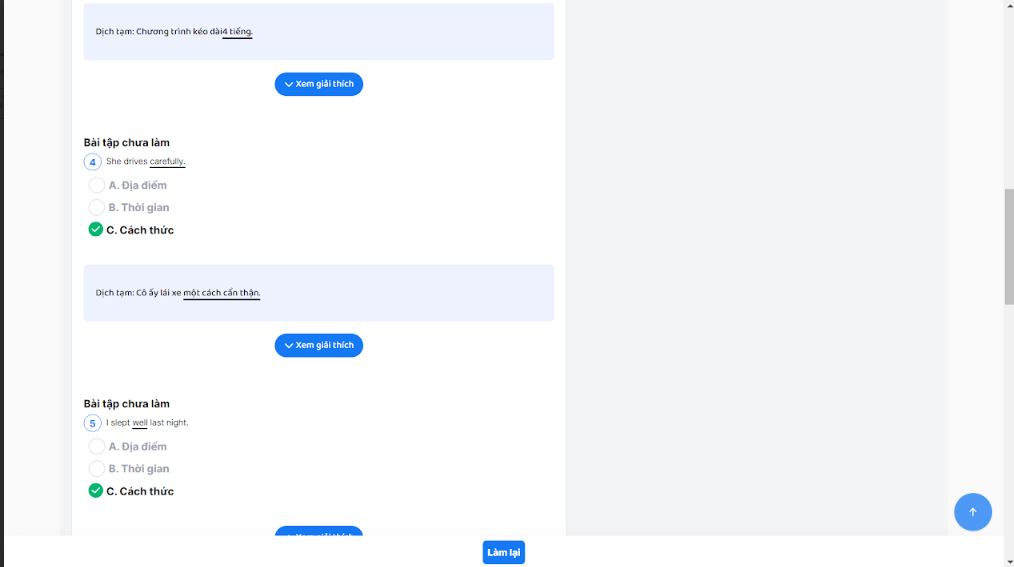 Dịch tạm: Chương trình kéo dài4 tiếng.
Xem giải thích
Bài tập chưa làm
4 She drives carefully.
A. Địa điểm
B. Thời gian
C. Cách thức
Dịch tạm: Cô ấy lái xe một cách cẩn thận.
Xem giải thích
Bài tập chưa làm
5 I slept well last night.
A. Địa điểm
B. Thời gian
C. Cách thức
Làm lại